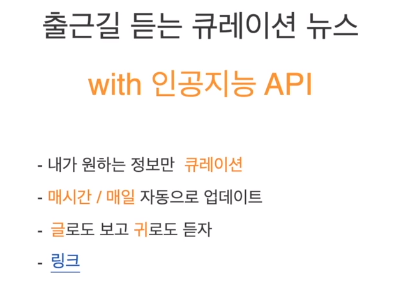 출근길 듣는 큐레이션 뉴스
with 인공지능 API
- 내가 원하는 정보만 큐레이션
- 매시간 / 매일 자동으로 업데이트
- 글로도 보고 귀로도 듣자
- 링크